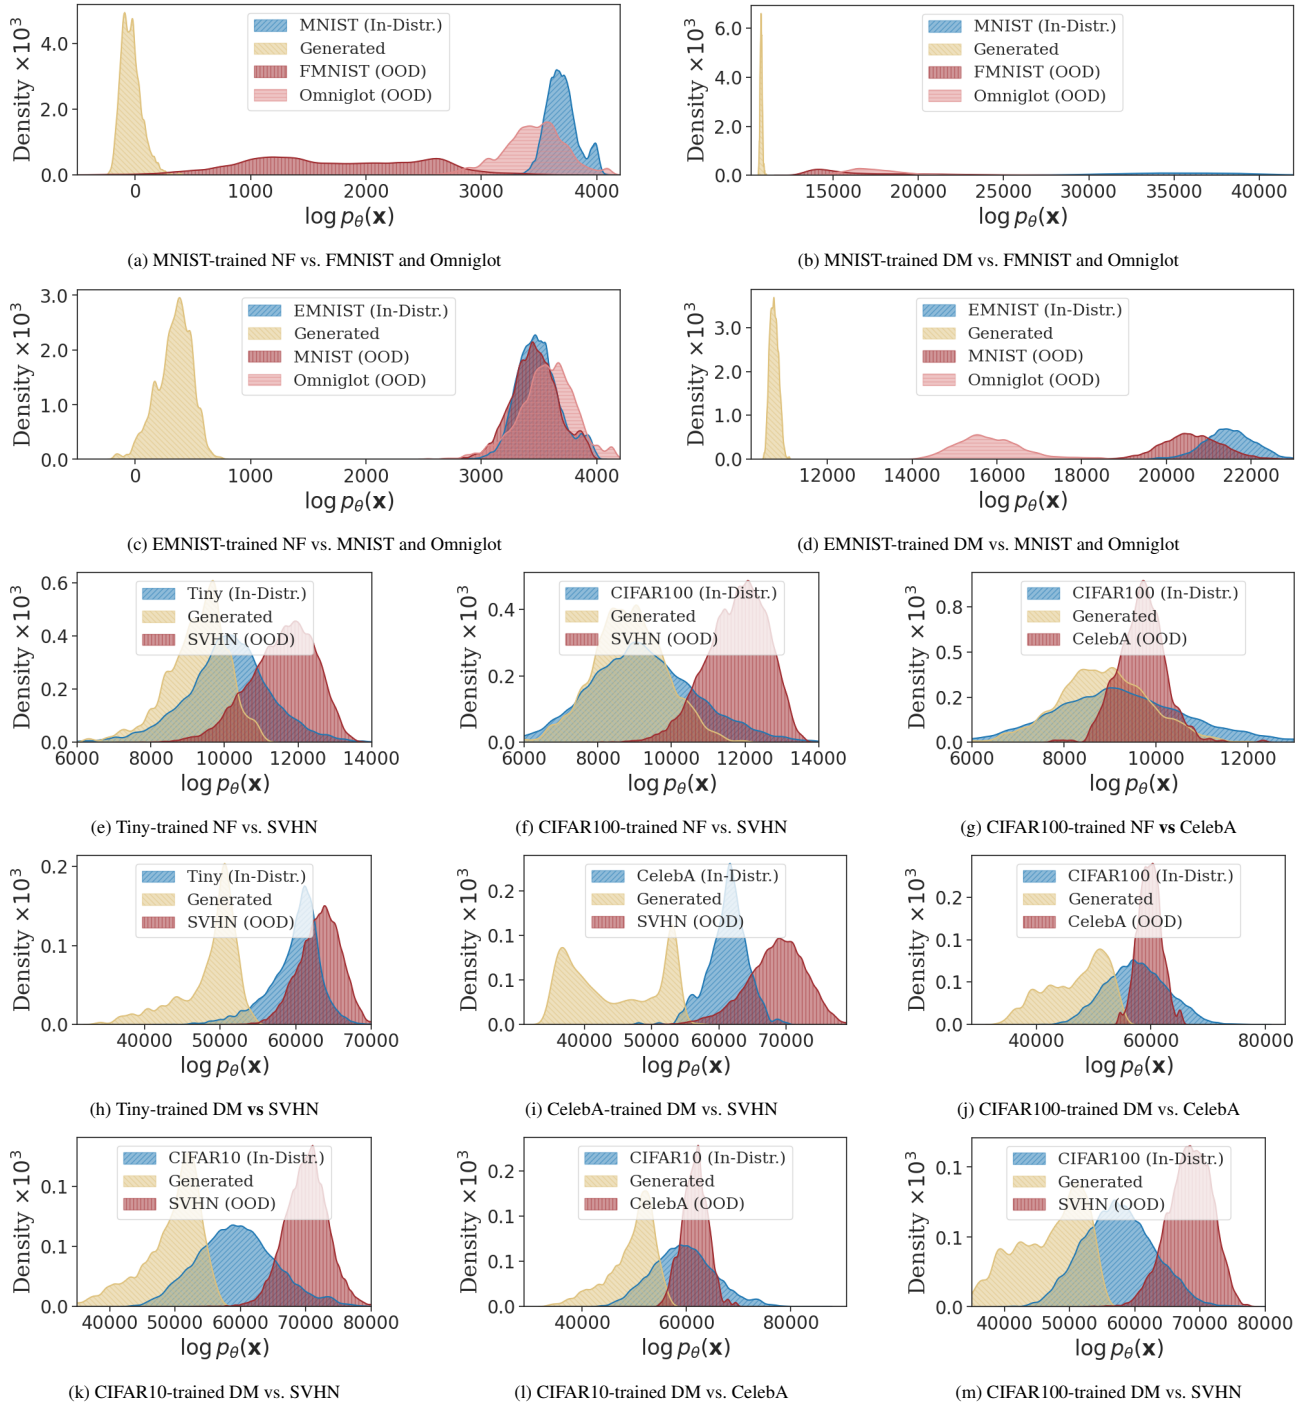 Density ×10³
4.0
2.0
0.0
MNIST (In-Distr.)
Generated
FMNIST (OOD)
Omniglot (OOD)
0 1000 2000 3000 4000
log pθ(x)
(a) MNIST-trained NF vs. FMNIST and Omniglot
Density ×10³
6.0
4.0
2.0
0.0
MNIST (In-Distr.)
Generated
FMNIST (OOD)
Omniglot (OOD)
15000 20000 25000 30000 35000 40000
log pθ(x)
(b) MNIST-trained DM vs. FMNIST and Omniglot
Density ×10³
3.0
2.0
1.0
0.0
EMNIST (In-Distr.)
Generated
MNIST (OOD)
Omniglot (OOD)
0 1000 2000 3000 4000
log pθ(x)
(c) EMNIST-trained NF vs. MNIST and Omniglot
Density ×10³
3.0
2.0
1.0
0.0
EMNIST (In-Distr.)
Generated
MNIST (OOD)
Omniglot (OOD)
12000 14000 16000 18000 20000 22000
log pθ(x)
(d) EMNIST-trained DM vs. MNIST and Omniglot
Density ×10³
0.6
0.4
0.2
0.0
Tiny (In-Distr.)
Generated
SVHN (OOD)
6000 8000 10000 12000 14000
log pθ(x)
(e) Tiny-trained NF vs. SVHN
Density ×10³
0.4
0.2
0.0
CIFAR100 (In-Distr.)
Generated
SVHN (OOD)
6000 8000 10000 12000 14000
log pθ(x)
(f) CIFAR100-trained NF vs. SVHN
Density ×10³
0.8
0.5
0.2
0.0
CIFAR100 (In-Distr.)
Generated
CelebA (OOD)
6000 8000 10000 12000
log pθ(x)
(g) CIFAR100-trained NF vs CelebA
Density ×10³
0.2
0.1
0.0
Tiny (In-Distr.)
Generated
SVHN (OOD)
40000 50000 60000 70000
log pθ(x)
(h) Tiny-trained DM vs SVHN
Density ×10³
0.2
0.1
0.1
0.0
CelebA (In-Distr.)
Generated
SVHN (OOD)
40000 50000 60000 70000
log pθ(x)
(i) CelebA-trained DM vs. SVHN
Density ×10³
0.2
0.1
0.1
0.0
CIFAR100 (In-Distr.)
Generated
CelebA (OOD)
40000 60000 80000
log pθ(x)
(j) CIFAR100-trained DM vs. CelebA
Density ×10³
0.1
0.1
0.0
CIFAR10 (In-Distr.)
Generated
SVHN (OOD)
40000 50000 60000 70000 80000
log pθ(x)
(k) CIFAR10-trained DM vs. SVHN
Density ×10³
0.2
0.1
0.1
0.0
CIFAR10 (In-Distr.)
Generated
CelebA (OOD)
40000 60000 80000
log pθ(x)
(l) CIFAR10-trained DM vs. CelebA
Density ×10³
0.1
0.1
0.0
CIFAR100 (In-Distr.)
Generated
SVHN (OOD)
40000 50000 60000 70000 80000
log pθ(x)
(m) CIFAR100-trained DM vs. SVHN